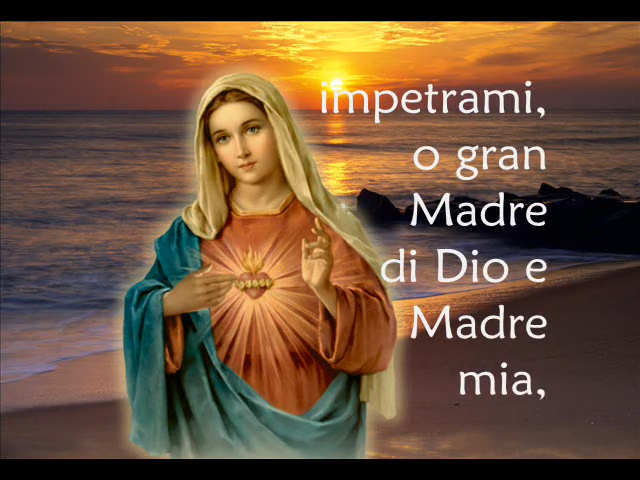 impetrami,
o gran
Madre
di Dio e
Madre
mia,